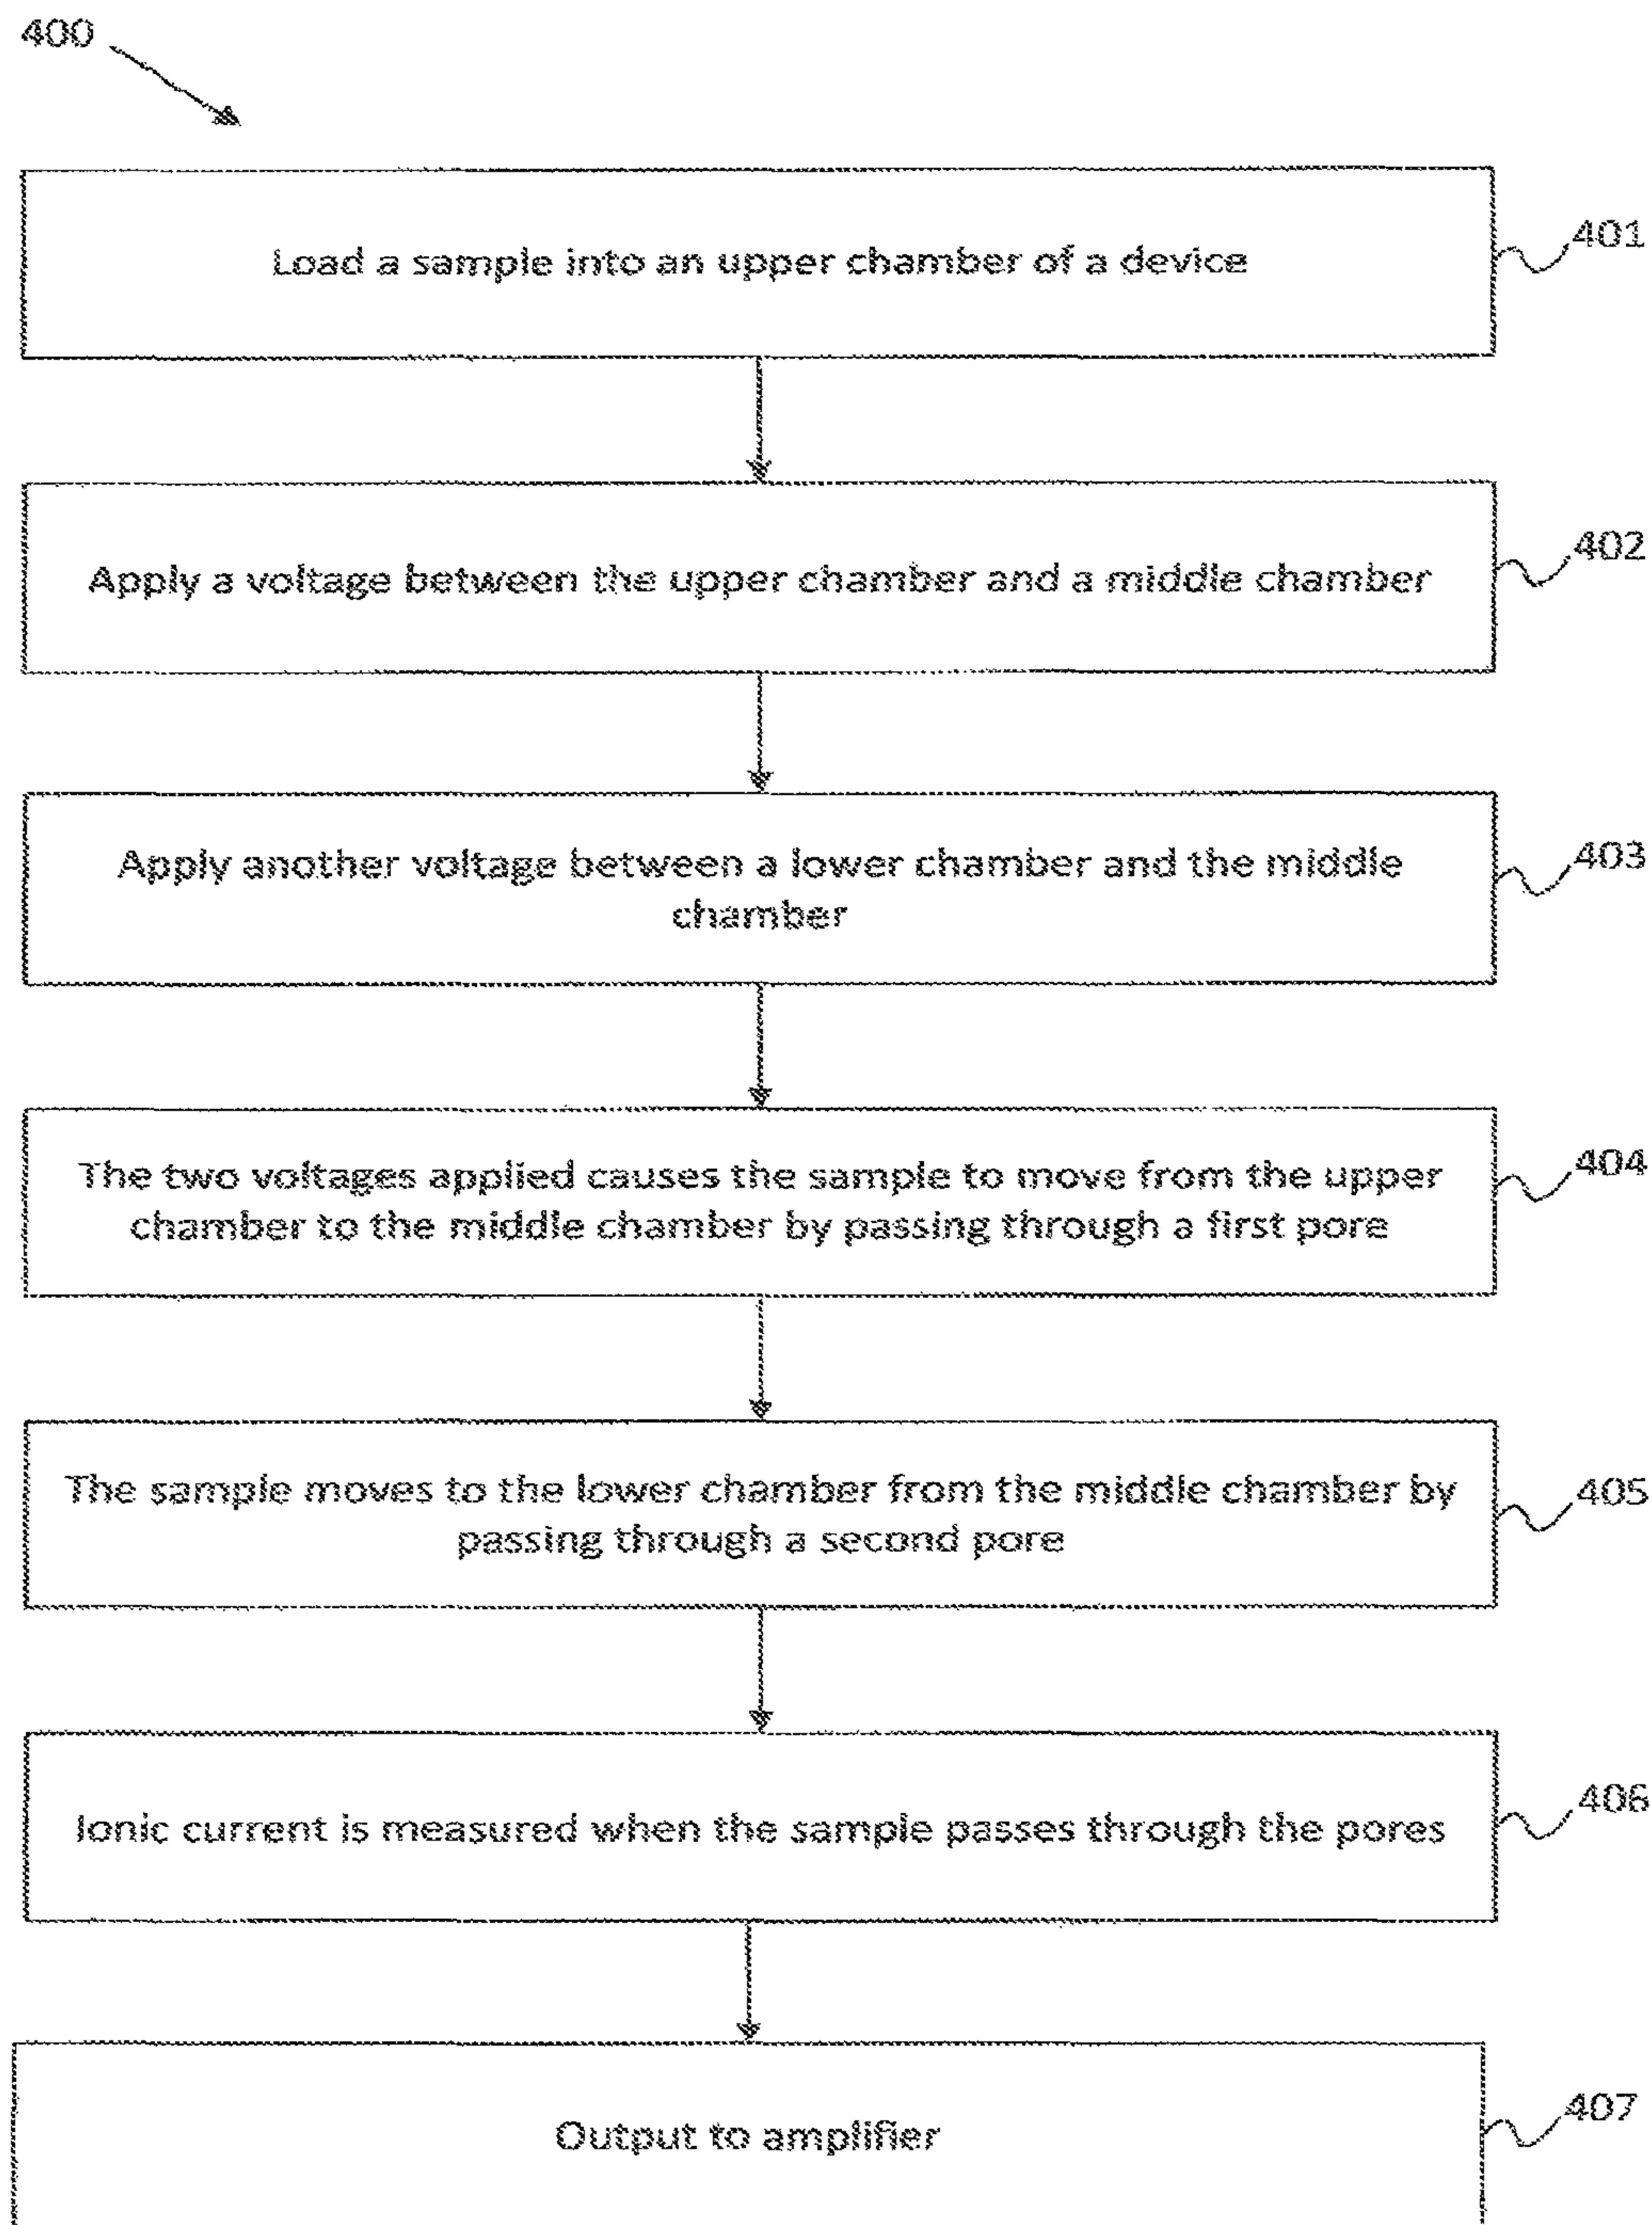 400
Load a sample into an upper chamber of a device
401
Apply a voltage between the upper chamber and a middle chamber
402
Apply another voltage between a lower chamber and the middle
chamber
403
The two voltages applied causes the sample to move from the upper
chamber to the middle chamber by passing through a first pore
404
The sample moves to the lower chamber from the middle chamber by
passing through a second pore
405
Ionic current is measured when the sample passes through the pores
406
Output to amplifier
407